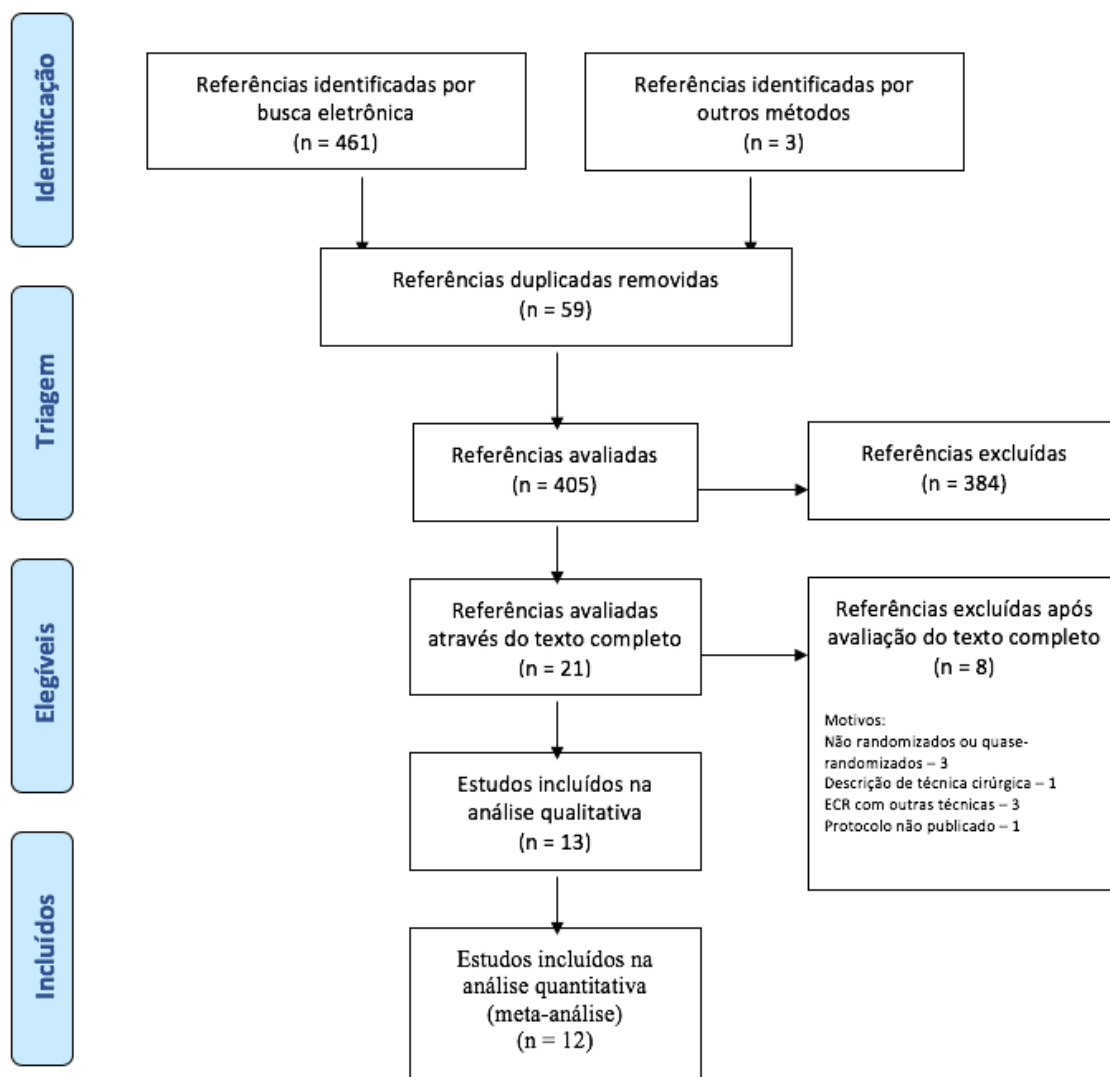 Identificação
Referências identificadas por
busca eletrônica
(n = 461)
Referências identificadas por
outros métodos
(n = 3)
Referências duplicadas removidas
(n = 59)
Triagem
Referências avaliadas
(n = 405)
Referências excluídas
(n = 384)
Elegíveis
Referências avaliadas
através do texto completo
(n = 21)
Referências excluídas após
avaliação do texto completo
(n = 8)
Motivos:
Não randomizados ou quase-
randomizados – 3
Descrição de técnica cirúrgica – 1
ECR com outras técnicas – 3
Protocolo não publicado – 1
Estudos incluídos na
análise qualitativa
(n = 13)
Incluídos
Estudos incluídos na
análise quantitativa
(meta-análise)
(n = 12)